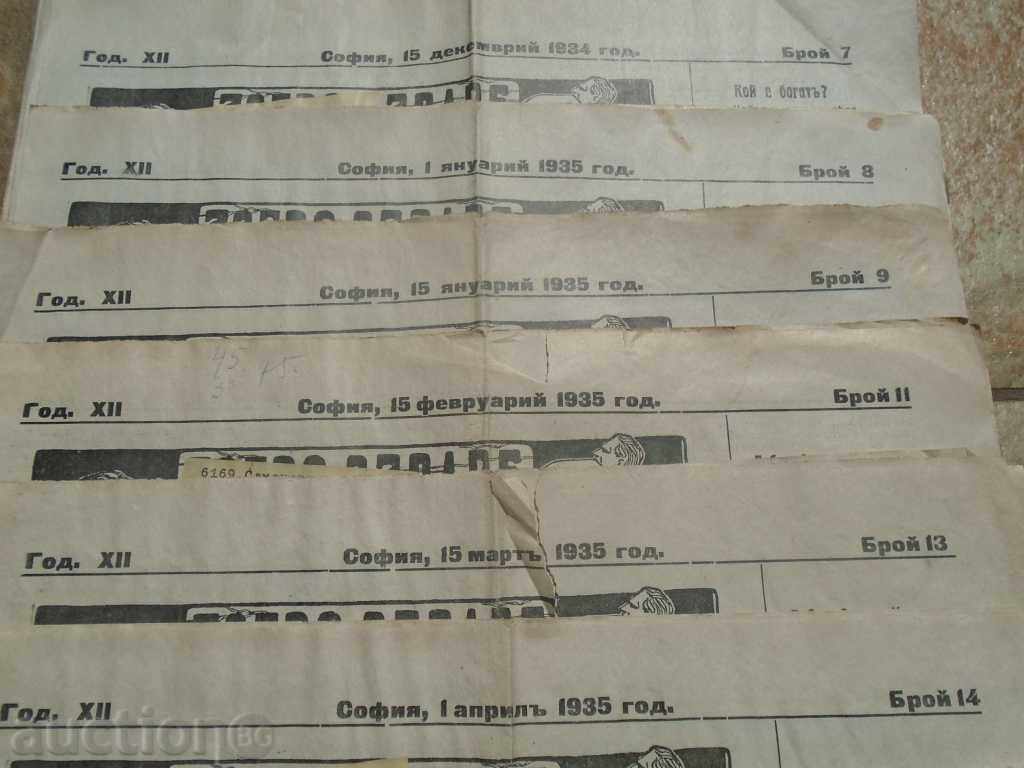 Год. XII София, 15 декемврий 1934 год. Брой 7
Кой е богатъ?
Год. XII София, 1 януарий 1935 год. Брой 8
Год. XII София, 15 януарий 1935 год. Брой 9
45 75.
Год. XII София, 15 февруарий 1935 год. Брой 11
6169
Год. XII София, 15 мартъ 1935 год. Брой 13
Год. XII София, 1 априлъ 1935 год. Брой 14
auction BG